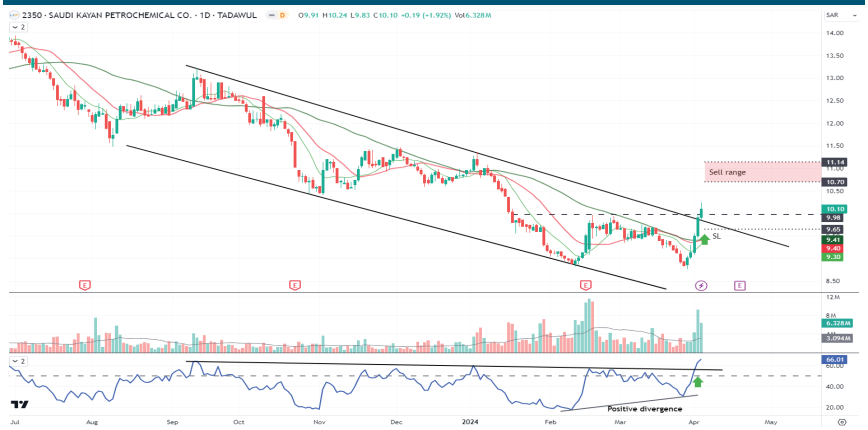 2350 · SAUDI KAYAN PETROCHEMICAL CO. · 1D · TADAWUL D O9.91 H10.24 L9.83 C10.10 +0.19 (+1.92%) Vol6.328M SAR
2
14.00
13.50
13.00
12.50
12.00
11.50
11.14
Sell range
10.70
10.50
10.10
9.98
9.65
SL
9.41
9.40
9.30
8.50
E E E E
12M
8M
6.328M
3.094M
2
66.01
60.00
40.00
Positive divergence
20.00
Jul Aug Sep Oct Nov Dec 2024 Feb Mar Apr May